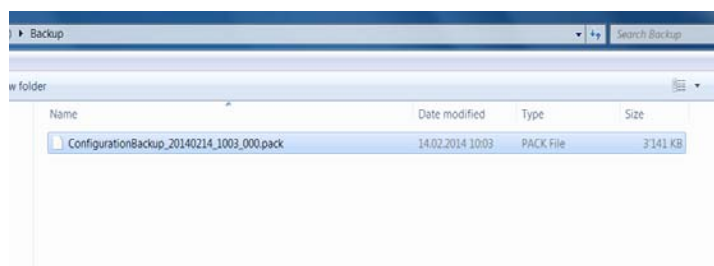 ) ▸ Backup
Search Backup
w folder
Name Date modified Type Size
ConfigurationBackup_20140214_1003_000.pack 14.02.2014 10:03 PACK File 3'141 KB